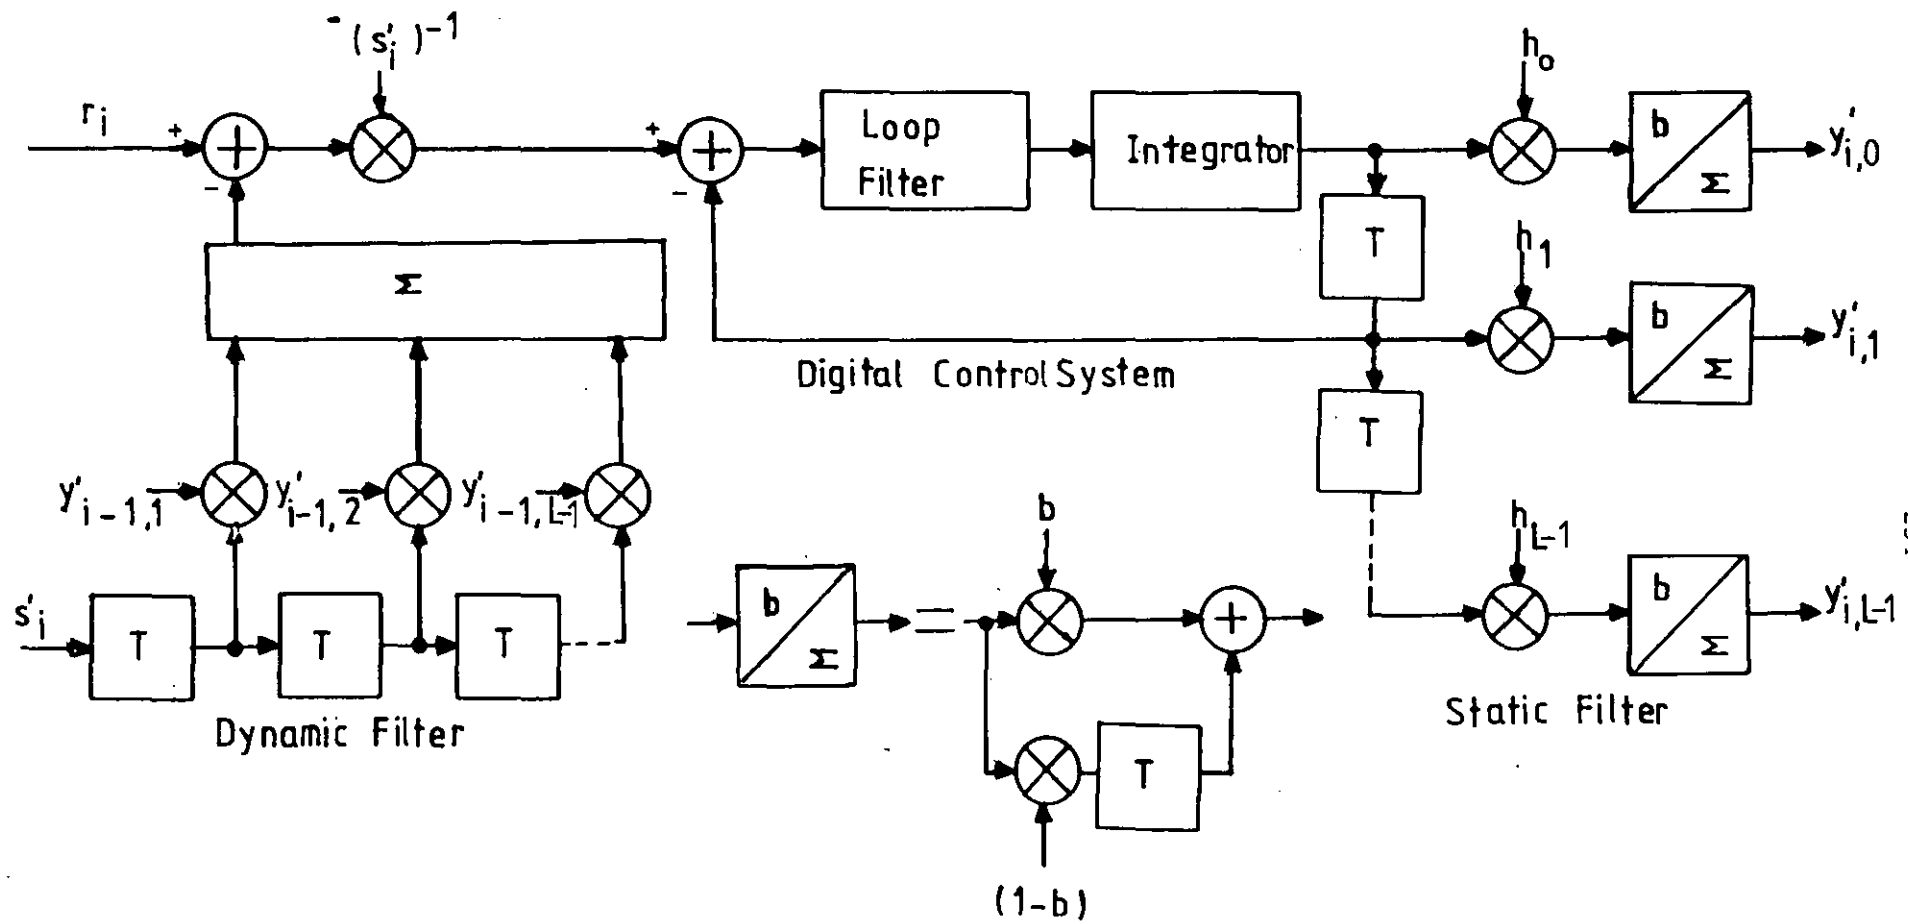 (s'i)-1
ri
+
-
+
-
Loop
Filter
Integrator
h0
b
Σ
y'i,0
T
Σ
h1
b
Σ
y'i,1
Digital Control System
T
y'i-1,1
y'i-1,2
y'i-1,L-1
s'i
T
T
T
Dynamic Filter
b
Σ
=
b
+
T
(1-b)
hL-1
b
Σ
y'i,L-1
Static Filter